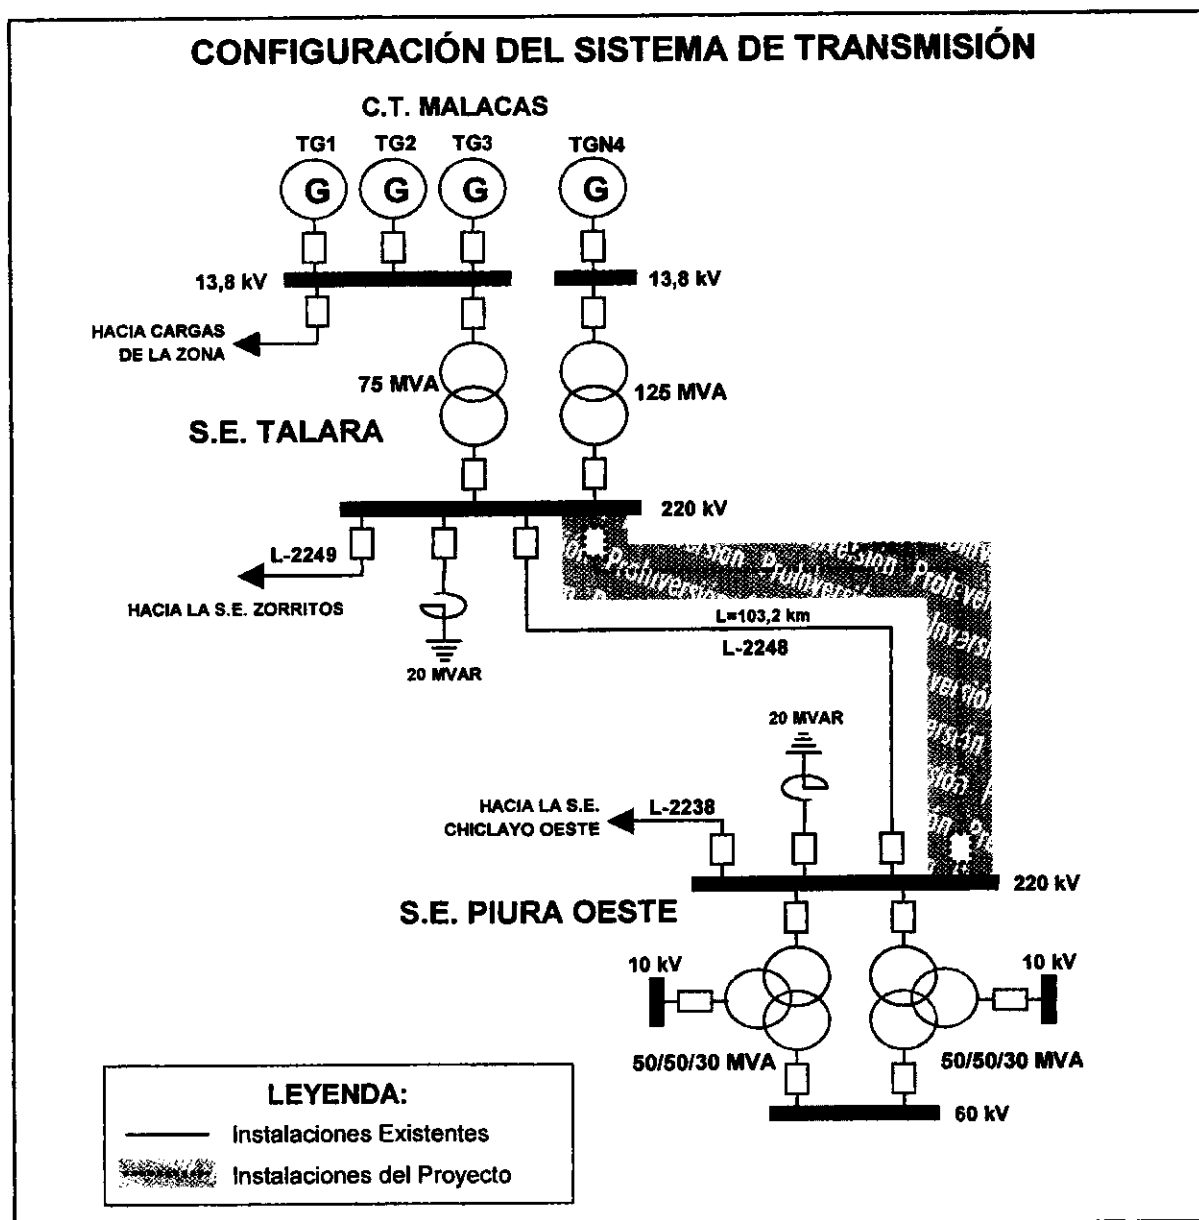 CONFIGURACIÓN DEL SISTEMA DE TRANSMISIÓN
C.T. MALACAS
TG1
TG2
TG3
TGN4
G
G
G
G
13,8 kV
13,8 kV
HACIA CARGAS
DE LA ZONA
75 MVA
125 MVA
S.E. TALARA
220 kV
L-2249
HACIA LA S.E. ZORRITOS
20 MVAR
L=103,2 km
L-2248
ProInversión
20 MVAR
HACIA LA S.E.
CHICLAYO OESTE
L-2238
220 kV
S.E. PIURA OESTE
10 kV
10 kV
50/50/30 MVA
50/50/30 MVA
60 kV
LEYENDA:
Instalaciones Existentes
Instalaciones del Proyecto